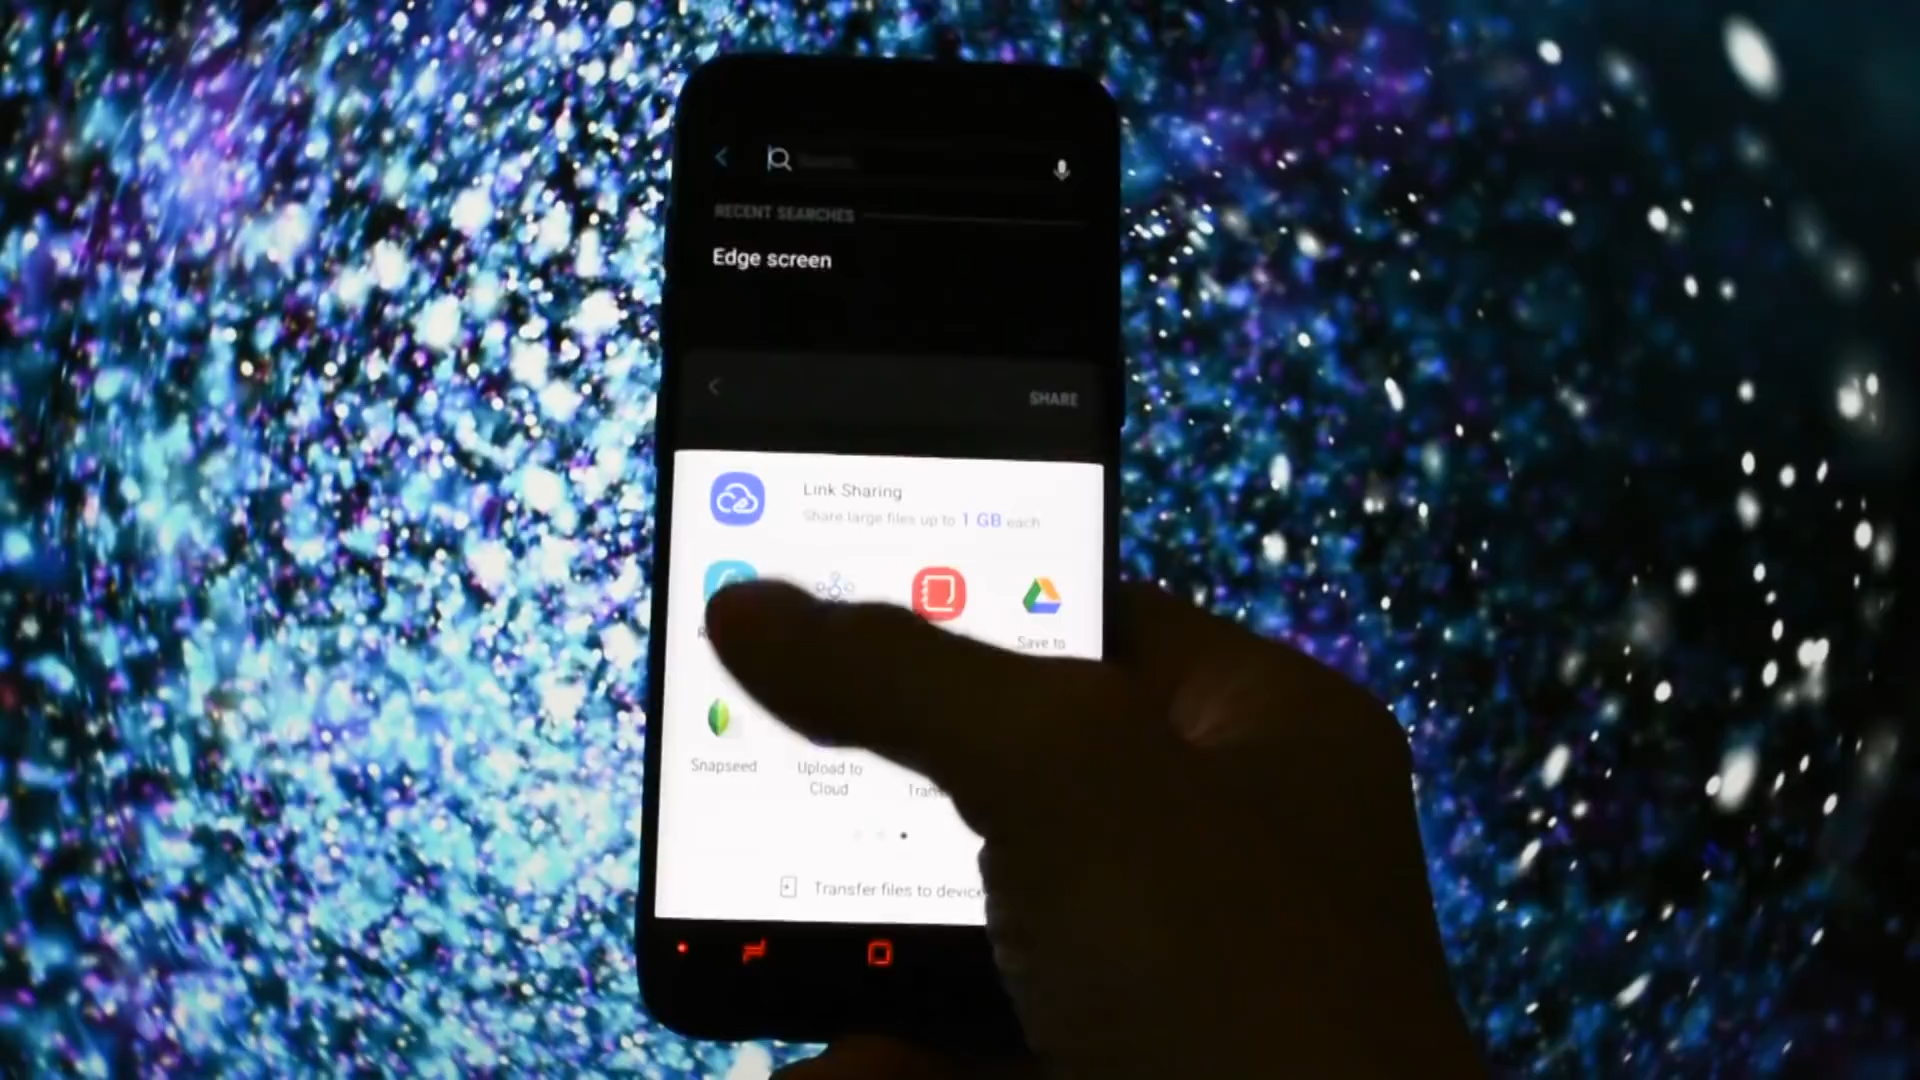 RECENT SEARCHES
Edge screen
SHARE
Link Sharing
Share large files up to 1 GB each
Save to
Snapseed
Upload to
Cloud
Transfer files to device